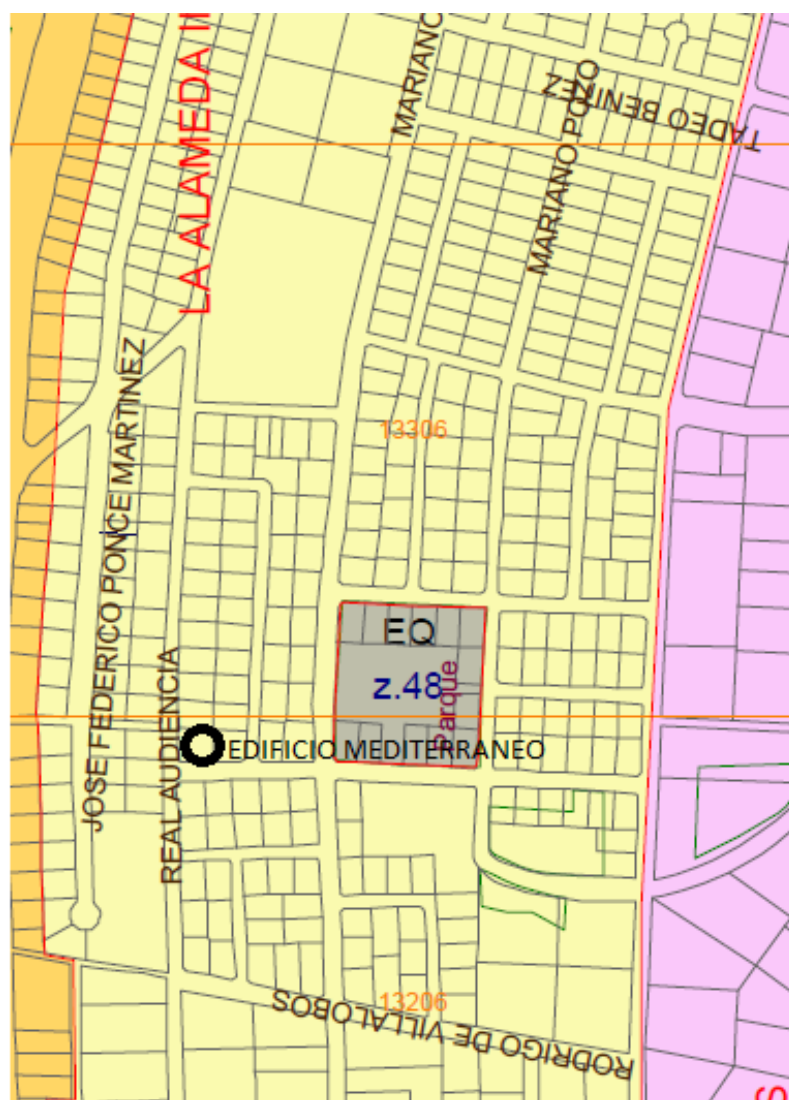 LA ALAMEDA II
MARIANO
MARIANO POZO
TADEO BENITEZ
13306
JOSE FEDERICO PONCE MARTINEZ
EQ
z.48
Parque
REAL AUDIENCIA
EDIFICIO MEDITERRANEO
13206
RODRIGO DE VILLALOBOS
S